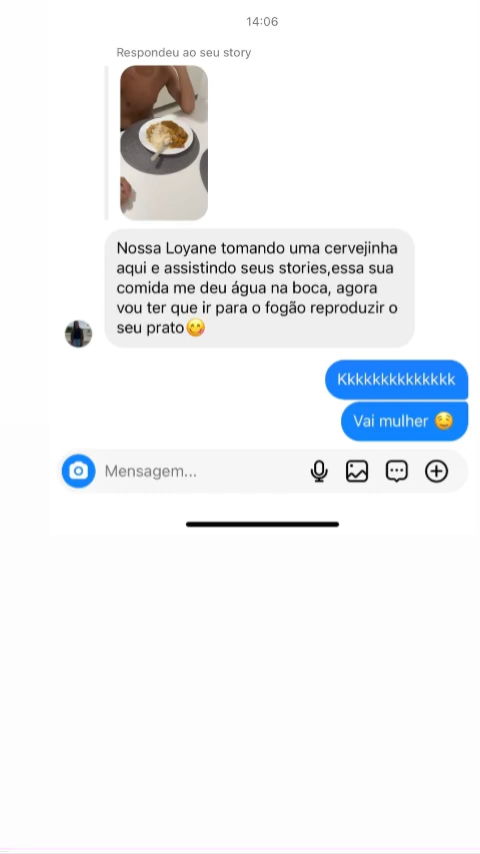 14:06
Respondeu ao seu story
Nossa Loyane tomando uma cervejinha
aqui e assistindo seus stories,essa sua
comida me deu água na boca, agora
vou ter que ir para o fogão reproduzir o
seu prato😋
Kkkkkkkkkkkkkk
Vai mulher 🤤
Mensagem...